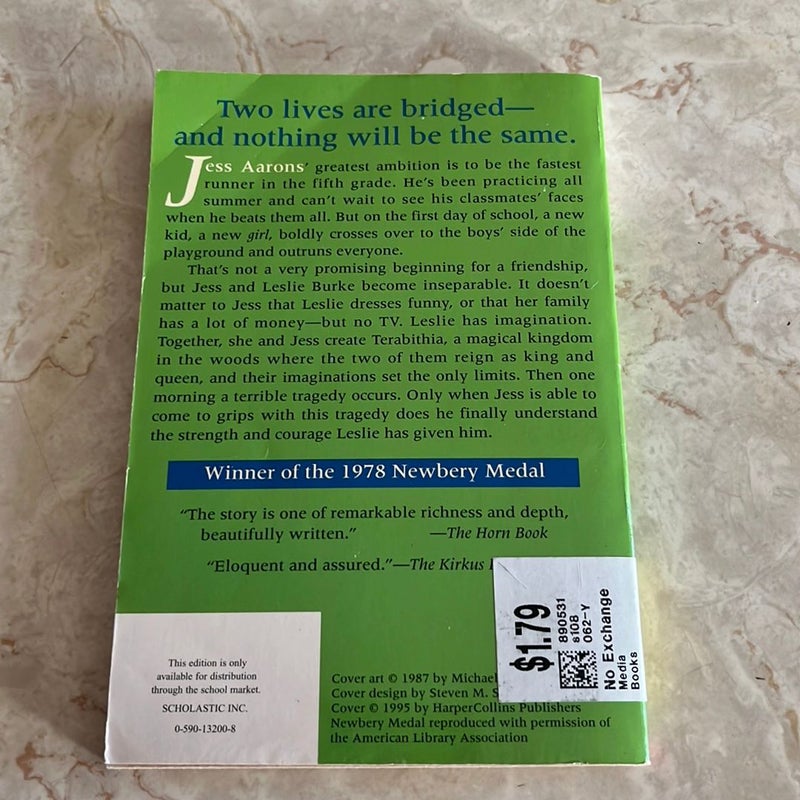 Two lives are bridged—
and nothing will be the same.
Jess Aarons' greatest ambition is to be the fastest
runner in the fifth grade. He's been practicing all
summer and can't wait to see his classmates' faces
when he beats them all. But on the first day of school, a new
kid, a new girl, boldly crosses over to the boys' side of the
playground and outruns everyone.
That's not a very promising beginning for a friendship,
but Jess and Leslie Burke become inseparable. It doesn't
matter to Jess that Leslie dresses funny, or that her family
has a lot of money—but no TV. Leslie has imagination.
Together, she and Jess create Terabithia, a magical kingdom
in the woods where the two of them reign as king and
queen, and their imaginations set the only limits. Then one
morning a terrible tragedy occurs. Only when Jess is able to
come to grips with this tragedy does he finally understand
the strength and courage Leslie has given him.
Winner of the 1978 Newbery Medal
"The story is one of remarkable richness and depth,
beautifully written." —The Horn Book
"Eloquent and assured."—The Kirkus
$1.79
890531
s108
062-Y
No Exchange
Media
Books
This edition is only
available for distribution
through the school market.
SCHOLASTIC INC.
0-590-13200-8
Cover art © 1987 by Michael
Cover design by Steven M.
Cover © 1995 by HarperCollins Publishers
Newbery Medal reproduced with permission of
the American Library Association